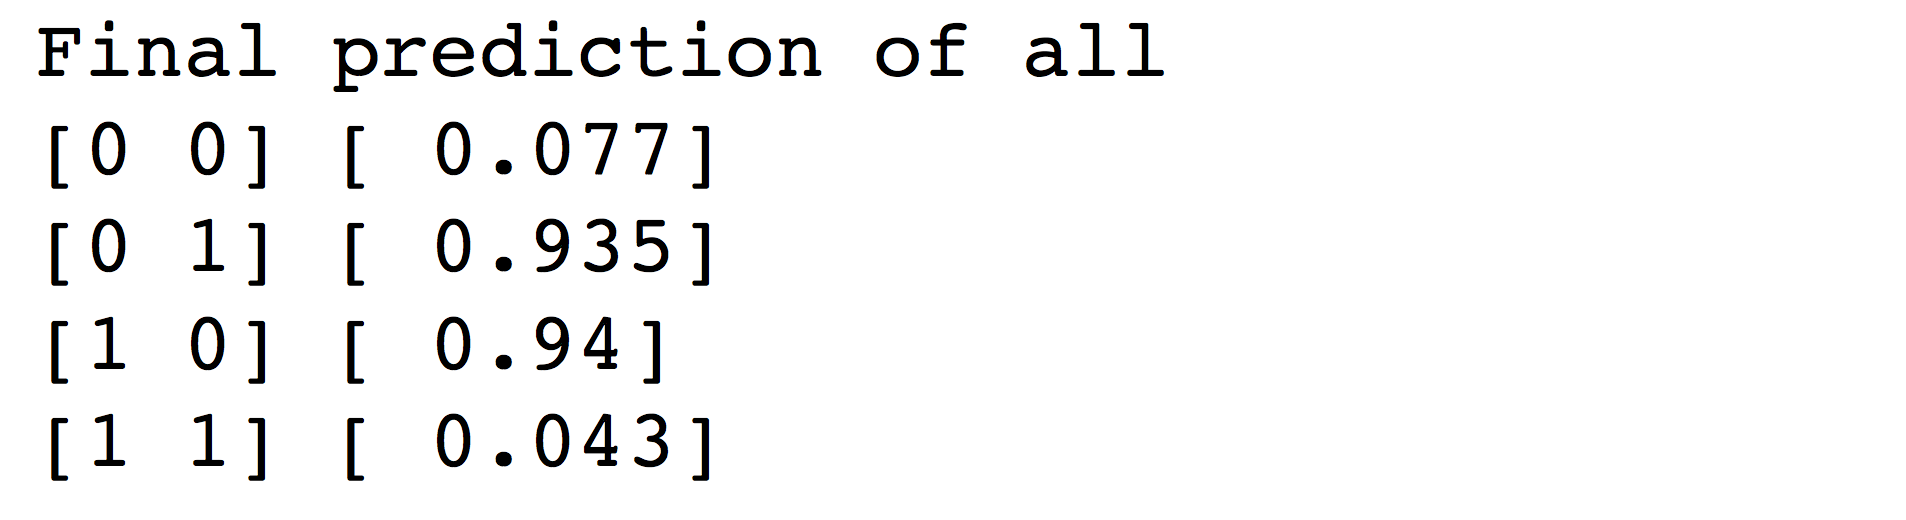 Final prediction of all
[0 0] [ 0.077]
[0 1] [ 0.935]
[1 0] [ 0.94]
[1 1] [ 0.043]